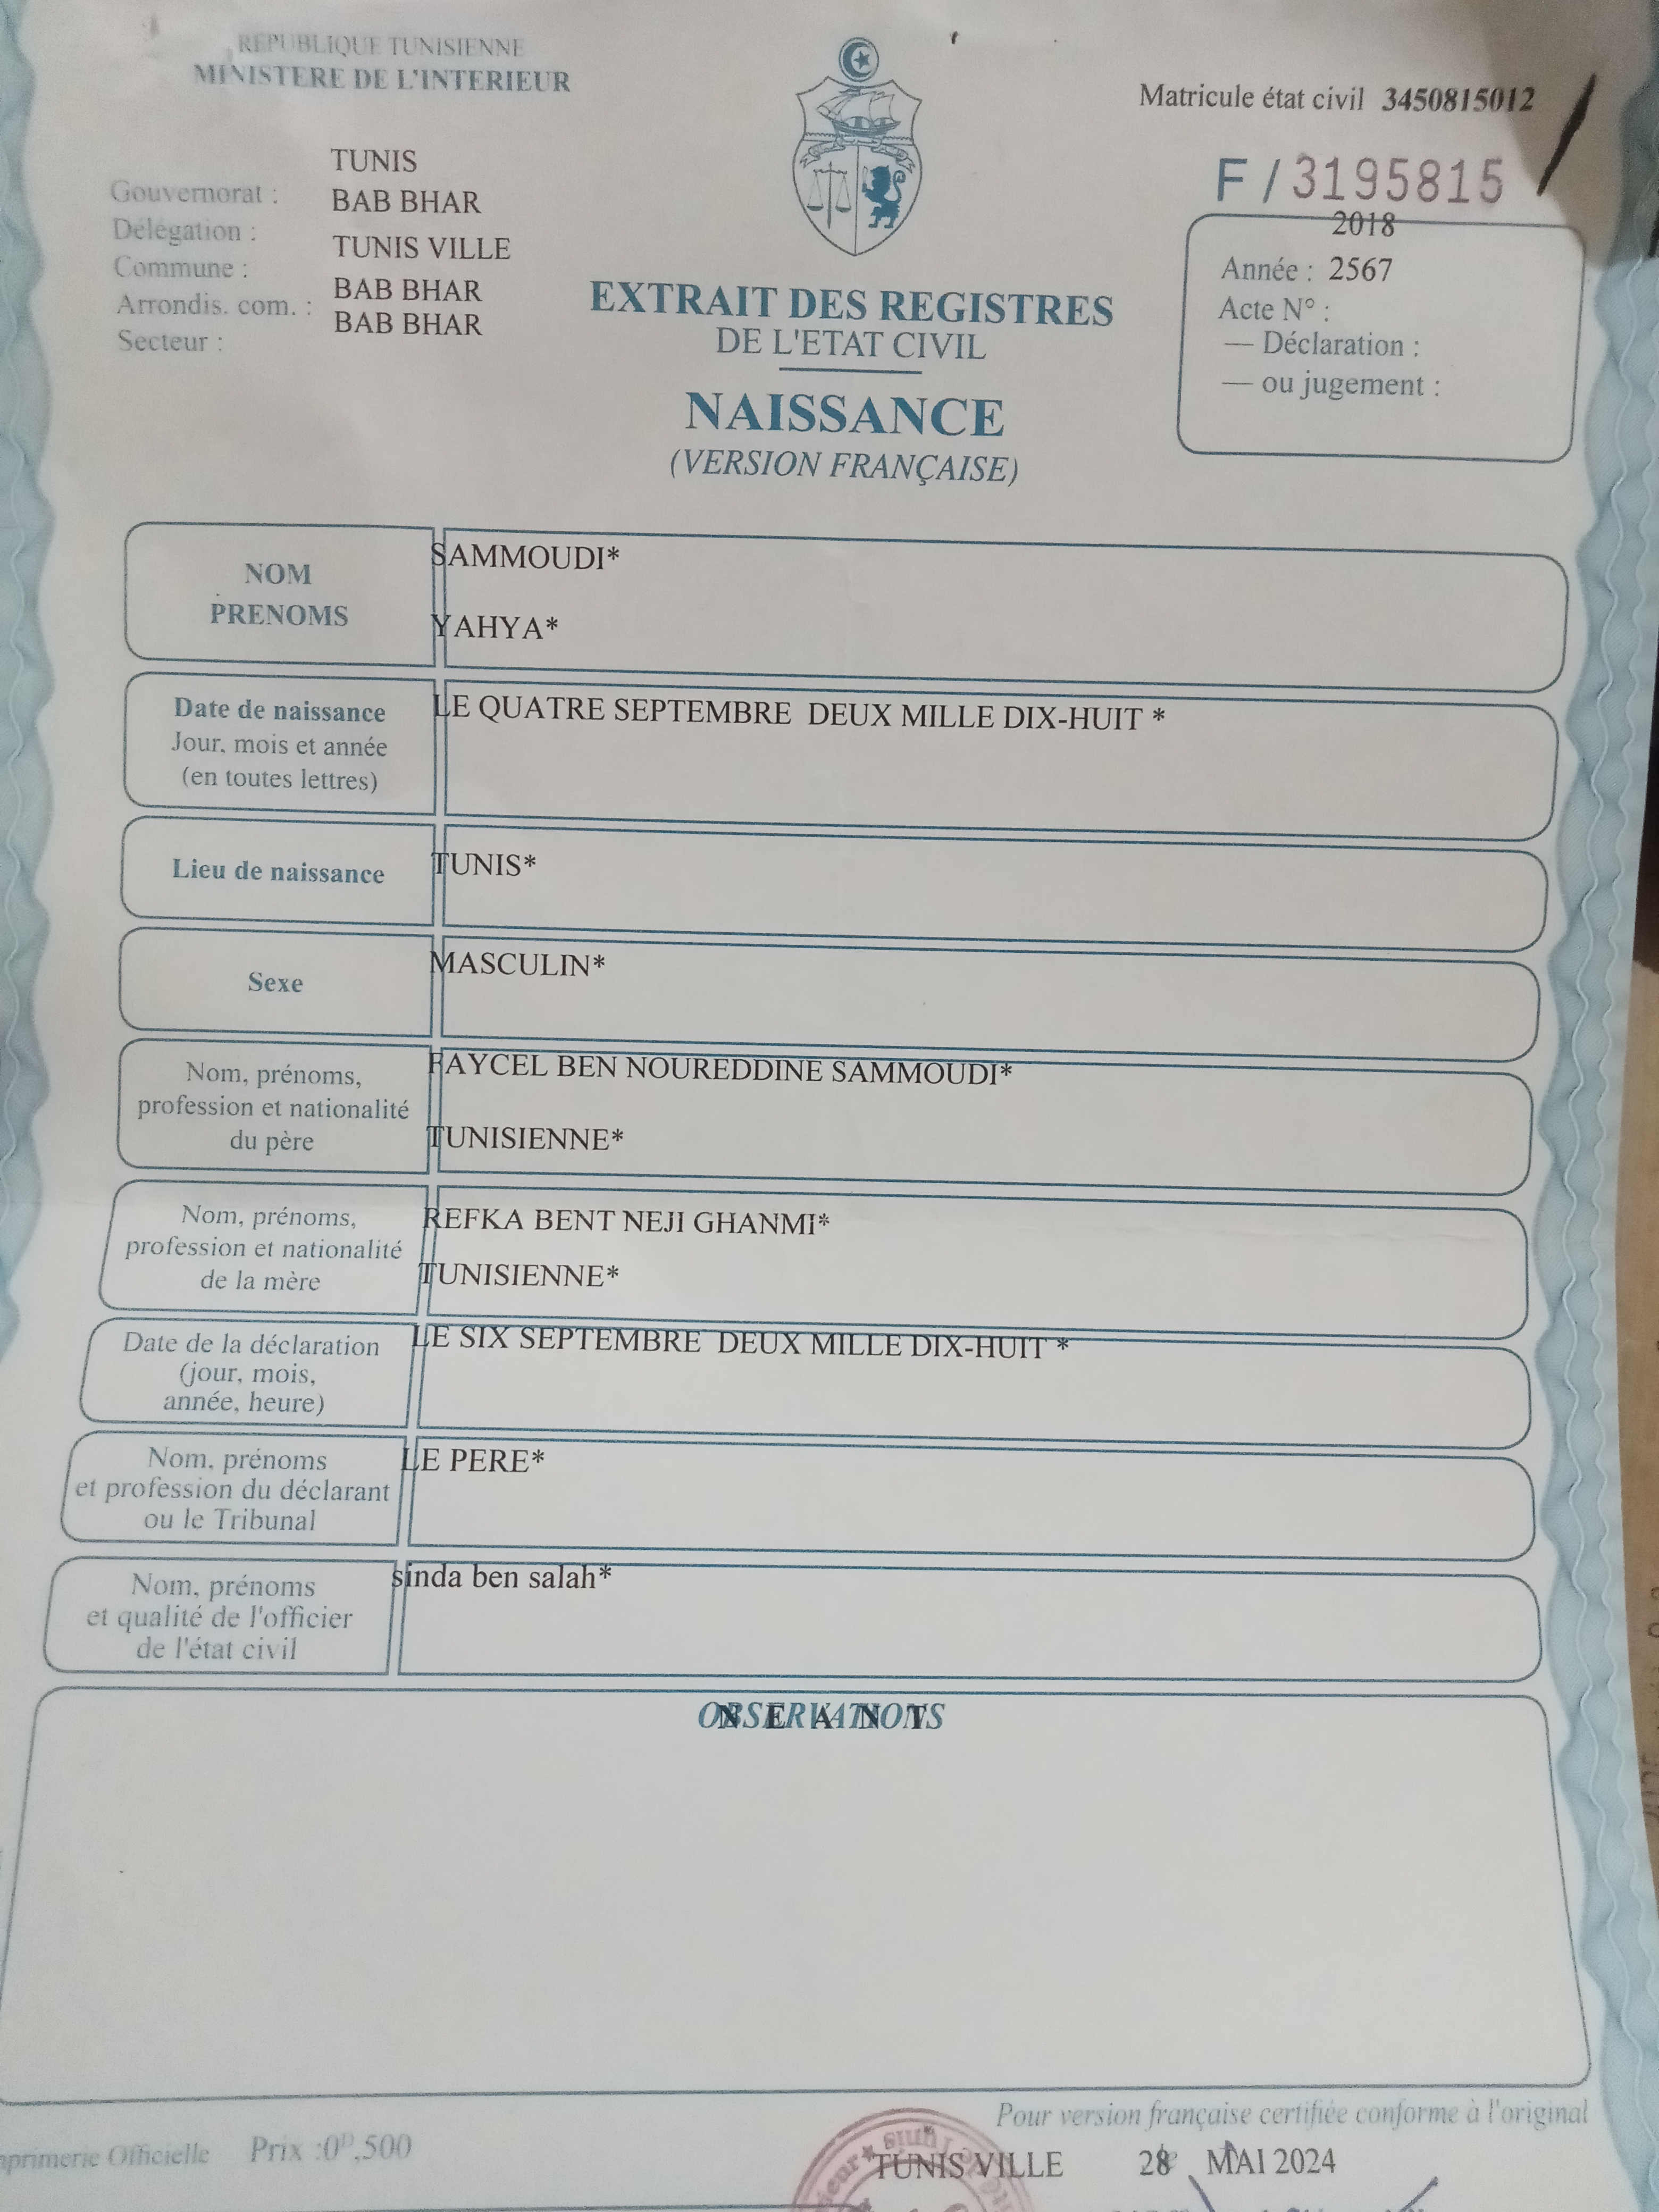 REPUBLIQUE TUNISIENNE
MINISTERE DE L'INTERIEUR
Matricule état civil 3450815012
F / 3195815
TUNIS
Gouvernorat :
BAB BHAR
Délégation :
TUNIS VILLE
Commune :
BAB BHAR
Arrondis. com. :
BAB BHAR
Secteur :
2018
Année : 2567
Acte N° :
— Déclaration :
— ou jugement :
EXTRAIT DES REGISTRES
DE L'ETAT CIVIL
NAISSANCE
(VERSION FRANÇAISE)
NOM
PRENOMS
SAMMOUDI*
YAHYA*
Date de naissance
Jour, mois et année
(en toutes lettres)
LE QUATRE SEPTEMBRE DEUX MILLE DIX-HUIT *
Lieu de naissance
TUNIS*
Sexe
MASCULIN*
Nom, prénoms,
profession et nationalité
du père
FAYCEL BEN NOUREDDINE SAMMOUDI*
TUNISIENNE*
Nom, prénoms,
profession et nationalité
de la mère
REFKA BENT NEJI GHANMI*
TUNISIENNE*
Date de la déclaration
(jour, mois,
année, heure)
LE SIX SEPTEMBRE DEUX MILLE DIX-HUIT *
Nom, prénoms
et profession du déclarant
ou le Tribunal
LE PERE*
Nom, prénoms
et qualité de l'officier
de l'état civil
sinda ben salah*
OBSERVATIONS
N E A N T
Pour version française certifiée conforme à l'original
Officielle Prix :0ᴰ,500
TUNIS VILLE MAI 2024